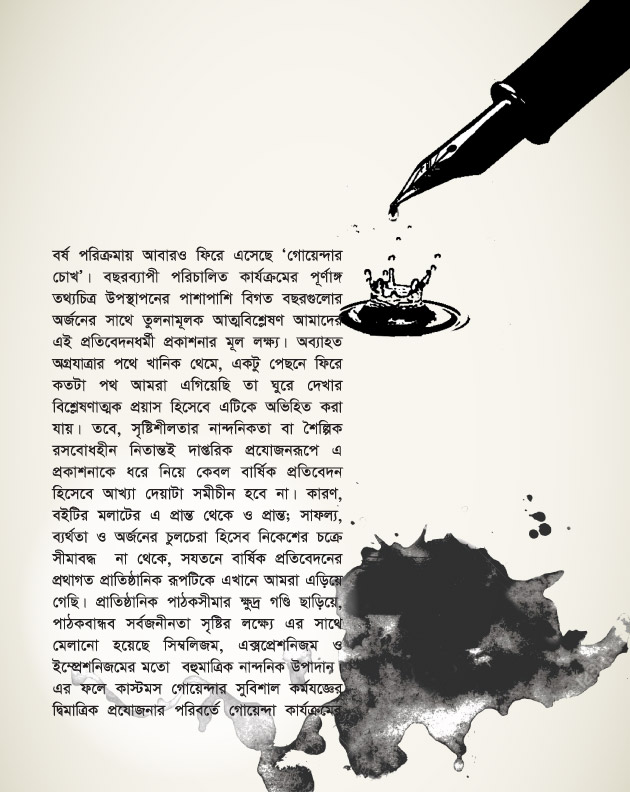 বর্ষ পরিক্রমায় আবারও ফিরে এসেছে ‘গোয়েন্দার
চোখ’। বছরব্যাপী পরিচালিত কার্যক্রমের পূর্ণাঙ্গ
তথ্যচিত্র উপস্থাপনের পাশাপাশি বিগত বছরগুলোর
অর্জনের সাথে তুলনামূলক আত্মবিশ্লেষণ আমাদের
এই প্রতিবেদনধর্মী প্রকাশনার মূল লক্ষ্য। অব্যাহত
অগ্রযাত্রার পথে খানিক থেমে, একটু পেছনে ফিরে
কতটা পথ আমরা এগিয়েছি তা ঘুরে দেখার
বিশ্লেষণাত্মক প্রয়াস হিসেবে এটিকে অভিহিত করা
যায়। তবে, সৃষ্টিশীলতার নান্দনিকতা বা শৈল্পিক
রসবোধহীন নিতান্তই দাপ্তরিক প্রযোজনরূপে এ
প্রকাশনাকে ধরে নিয়ে কেবল বার্ষিক প্রতিবেদন
হিসেবে আখ্যা দেয়াটা সমীচীন হবে না। কারণ,
বইটির মলাটের এ প্রান্ত থেকে ও প্রান্ত; সাফল্য,
ব্যর্থতা ও অর্জনের চুলচেরা হিসেব নিকেশের চক্রে
সীমাবদ্ধ না থেকে, সযতনে বার্ষিক প্রতিবেদনের
প্রথাগত প্রাতিষ্ঠানিক রূপটিকে এখানে আমরা এড়িয়ে
গেছি। প্রাতিষ্ঠানিক পাঠকসীমার ক্ষুদ্র গণ্ডি ছাড়িয়ে,
পাঠকবান্ধব সর্বজনীনতা সৃষ্টির লক্ষ্যে এর সাথে
মেলানো হয়েছে সিম্বলিজম, এক্সপ্রেশনিজম ও
ইম্প্রেশনিজমের মতো বহুমাত্রিক নান্দনিক উপাদান।
এর ফলে কাস্টমস গোয়েন্দার সুবিশাল কর্মযজ্ঞের
দ্বিমাত্রিক প্রযোজনার পরিবর্তে গোয়েন্দা কার্যক্রমের